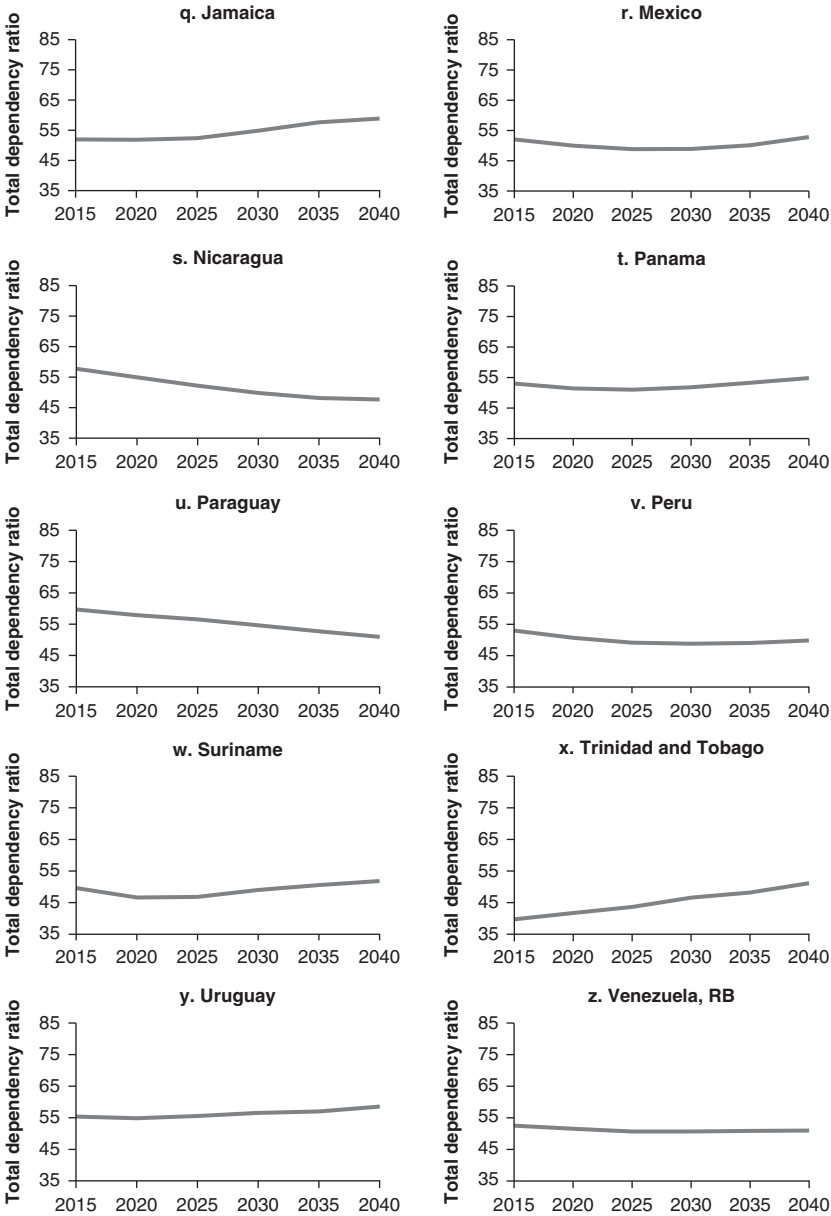 q. Jamaica
Total dependency ratio
85
75
65
55
45
35
2015 2020 2025 2030 2035 2040
r. Mexico
Total dependency ratio
85
75
65
55
45
35
2015 2020 2025 2030 2035 2040
s. Nicaragua
Total dependency ratio
85
75
65
55
45
35
2015 2020 2025 2030 2035 2040
t. Panama
Total dependency ratio
85
75
65
55
45
35
2015 2020 2025 2030 2035 2040
u. Paraguay
Total dependency ratio
85
75
65
55
45
35
2015 2020 2025 2030 2035 2040
v. Peru
Total dependency ratio
85
75
65
55
45
35
2015 2020 2025 2030 2035 2040
w. Suriname
Total dependency ratio
85
75
65
55
45
35
2015 2020 2025 2030 2035 2040
x. Trinidad and Tobago
Total dependency ratio
85
75
65
55
45
35
2015 2020 2025 2030 2035 2040
y. Uruguay
Total dependency ratio
85
75
65
55
45
35
2015 2020 2025 2030 2035 2040
z. Venezuela, RB
Total dependency ratio
85
75
65
55
45
35
2015 2020 2025 2030 2035 2040